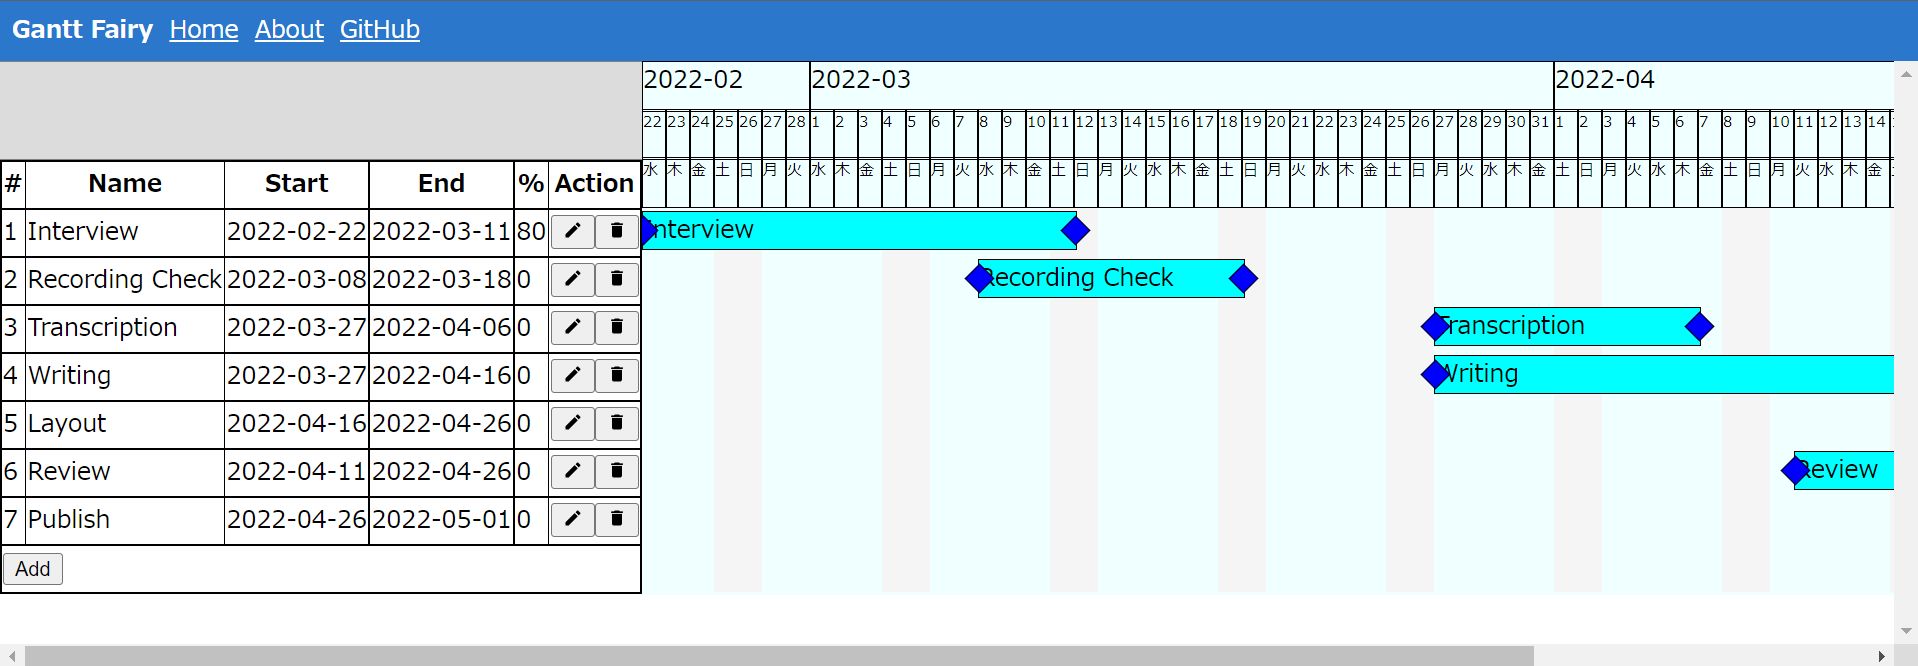 Gantt Fairy Home About GitHub
2022-02 2022-03 2022-04
22 23 24 25 26 27 28 1 2 3 4 5 6 7 8 9 10 11 12 13 14 15 16 17 18 19 20 21 22 23 24 25 26 27 28 29 30 31 1 2 3 4 5 6 7 8 9 10 11 12 13 14
# Name Start End % Action 水 木 金 土 日 月 火 水 木 金 土 日 月 火 水 木 金 土 日 月 火 水 木 金 土 日 月 火 水 木 金 土 日 月 火 水 木 金 土 日 月 火 水 木 金 土 日 月 火 水 木 金
1 Interview 2022-02-22 2022-03-11 80 Interview
2 Recording Check 2022-03-08 2022-03-18 0 Recording Check
3 Transcription 2022-03-27 2022-04-06 0 Transcription
4 Writing 2022-03-27 2022-04-16 0 Writing
5 Layout 2022-04-16 2022-04-26 0
6 Review 2022-04-11 2022-04-26 0 Review
7 Publish 2022-04-26 2022-05-01 0
Add